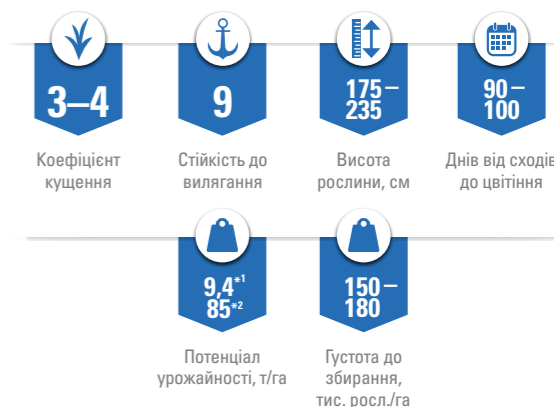 3–4
Коефіцієнт
кущення
9
Стійкість до
вилягання
175–
235
Висота
рослини, см
90–
100
Днів від сходів
до цвітіння
9,4*1
85*2
Потенціал
урожайності, т/га
150–
180
Густота до
збирання,
тис. росл./га